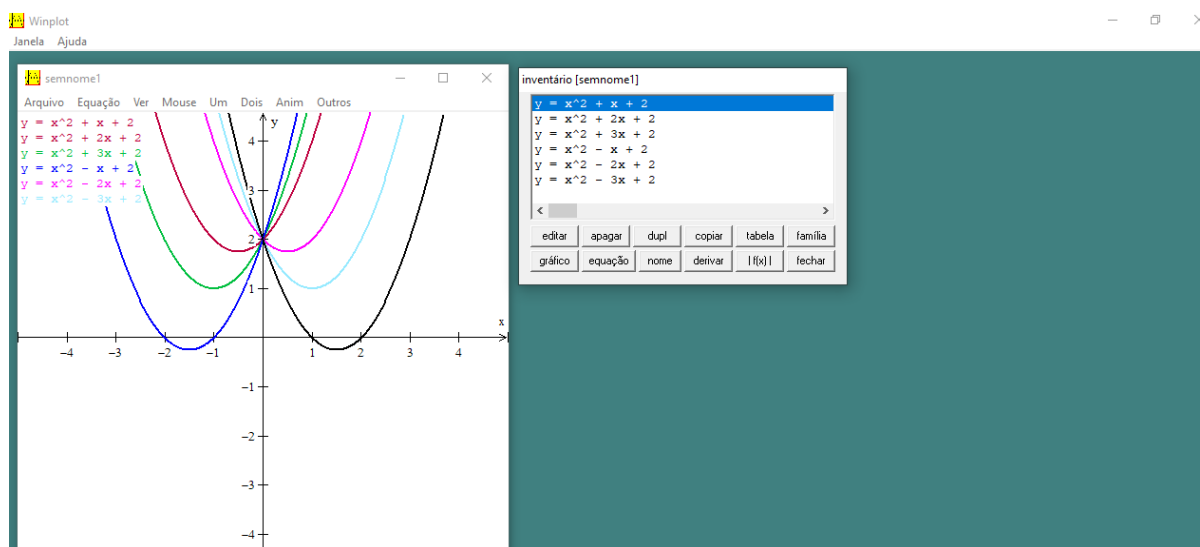 Winplot
Janela Ajuda
semnome1
Arquivo Equação Ver Mouse Um Dois Anim Outros
y = x^2 + x + 2
y = x^2 + 2x + 2
y = x^2 + 3x + 2
y = x^2 - x + 2
y = x^2 - 2x + 2
y = x^2 - 3x + 2
y
4
3
2
1
x
-4 -3 -2 -1 1 2 3 4
-1
-2
-3
-4
inventário [semnome1]
y = x^2 + x + 2
y = x^2 + 2x + 2
y = x^2 + 3x + 2
y = x^2 - x + 2
y = x^2 - 2x + 2
y = x^2 - 3x + 2
editar apagar dupl copiar tabela família
gráfico equação nome derivar |f(x)| fechar